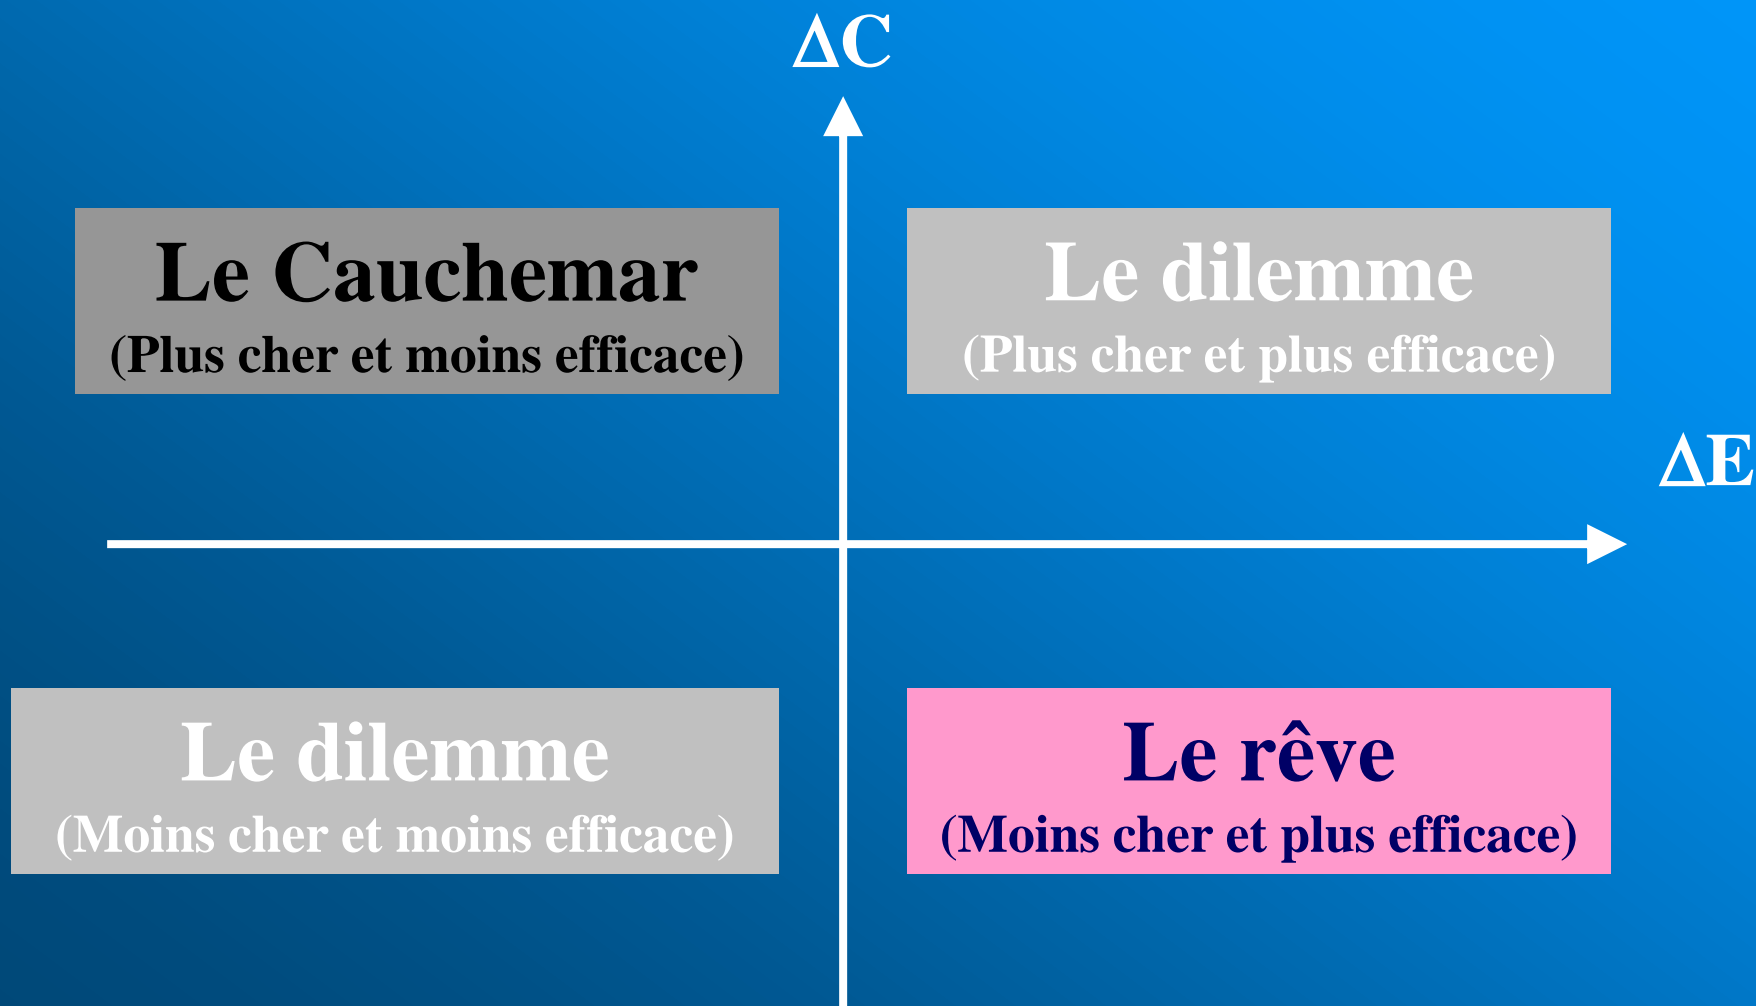 ΔC
Le Cauchemar
(Plus cher et moins efficace)
Le dilemme
(Plus cher et plus efficace)
ΔE
Le dilemme
(Moins cher et moins efficace)
Le rêve
(Moins cher et plus efficace)